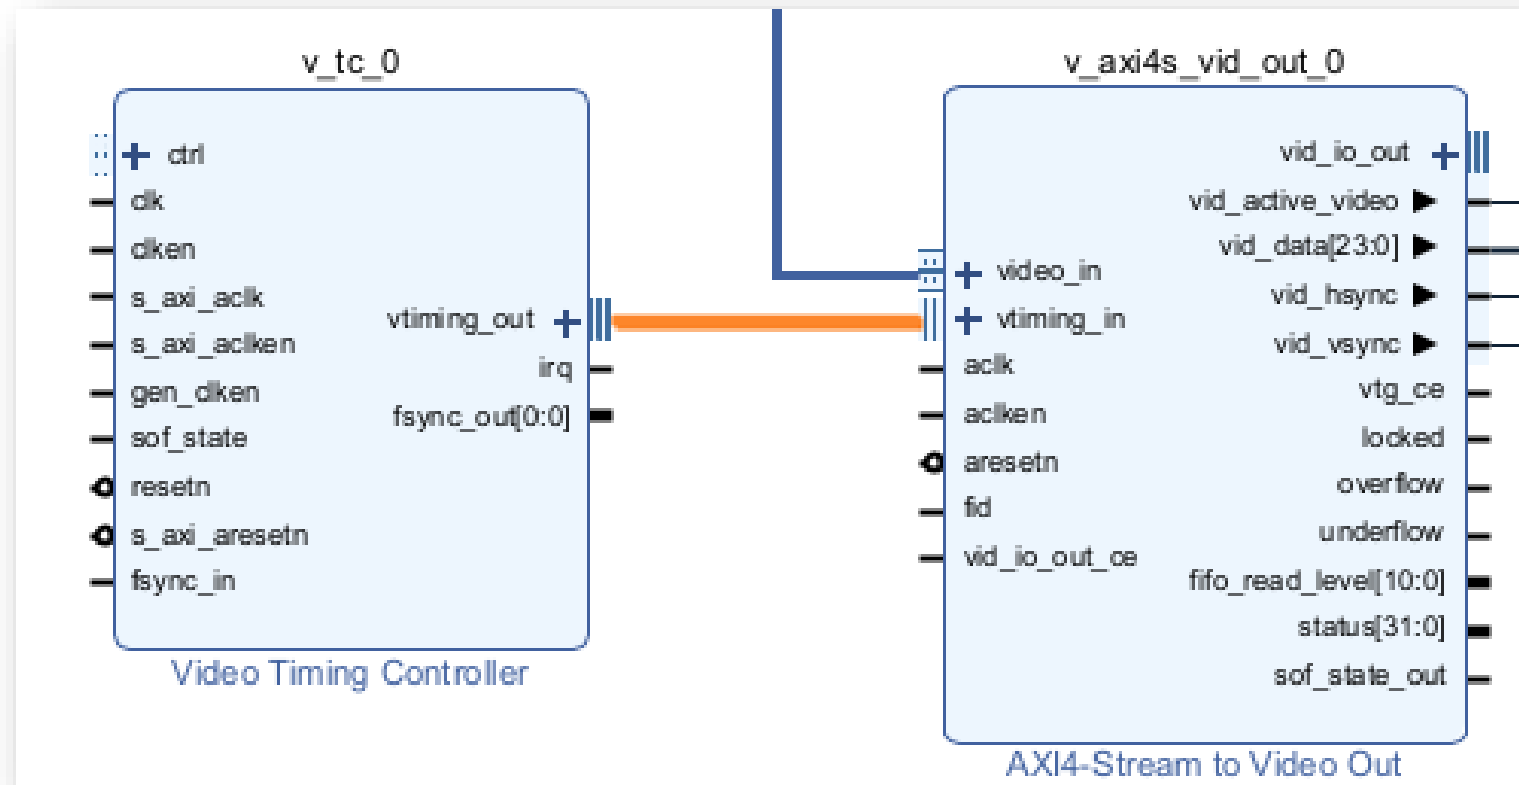 v_tc_0
ctrl
clk
clken
s_axi_aclk
s_axi_aclken
gen_clken
sof_state
resetn
s_axi_aresetn
fsync_in
vtiming_out
irq
fsync_out[0:0]
Video Timing Controller
v_axi4s_vid_out_0
video_in
vtiming_in
aclk
aclken
aresetn
fid
vid_io_out_ce
vid_io_out
vid_active_video
vid_data[23:0]
vid_hsync
vid_vsync
vtg_ce
locked
overflow
underflow
fifo_read_level[10:0]
status[31:0]
sof_state_out
AXI4-Stream to Video Out